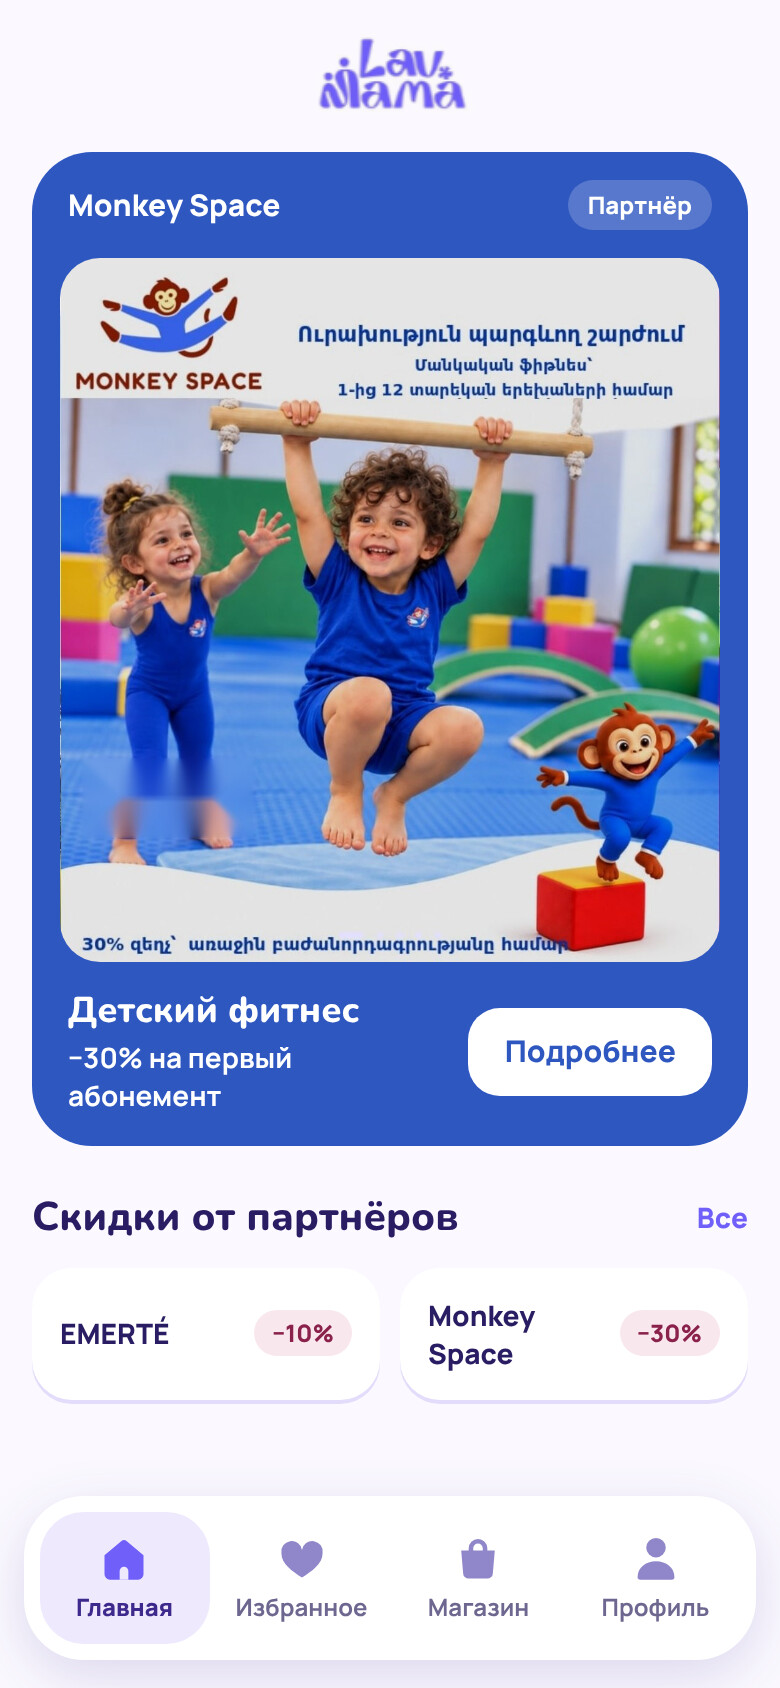 Lav
Mama
Monkey Space
Партнёр
MONKEY SPACE
Ուրախություն պարգևող շարժում
Մանկական ֆիթնես՝
1-ից 12 տարեկան երեխաների համար
30% զեղչ՝ առաջին բաժանորդագրությանը համար
Детский фитнес
−30% на первый
абонемент
Подробнее
Скидки от партнёров
Все
EMERTÉ
−10%
Monkey
Space
−30%
Главная
Избранное
Магазин
Профиль